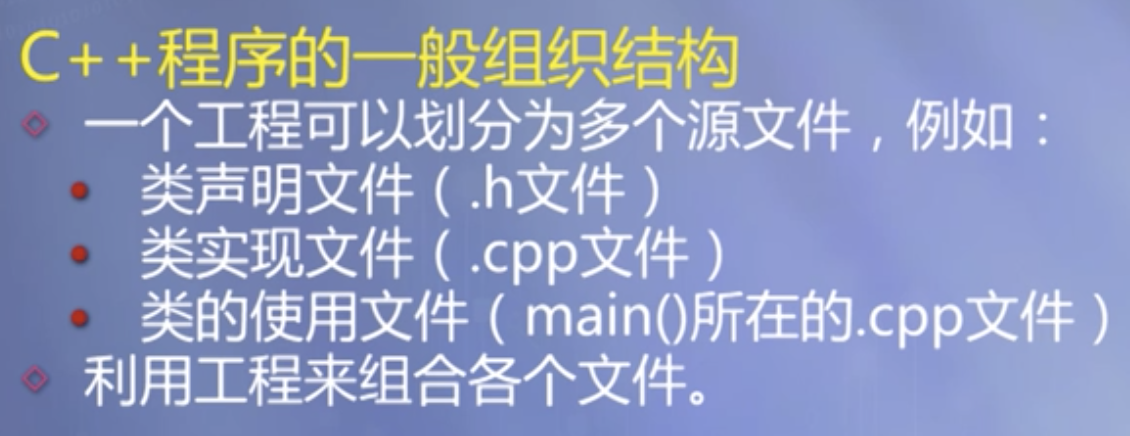 C++程序的一般组织结构
一个工程可以划分为多个源文件，例如：
类声明文件（.h文件）
类实现文件（.cpp文件）
类的使用文件（main()所在的.cpp文件）
利用工程来组合各个文件。